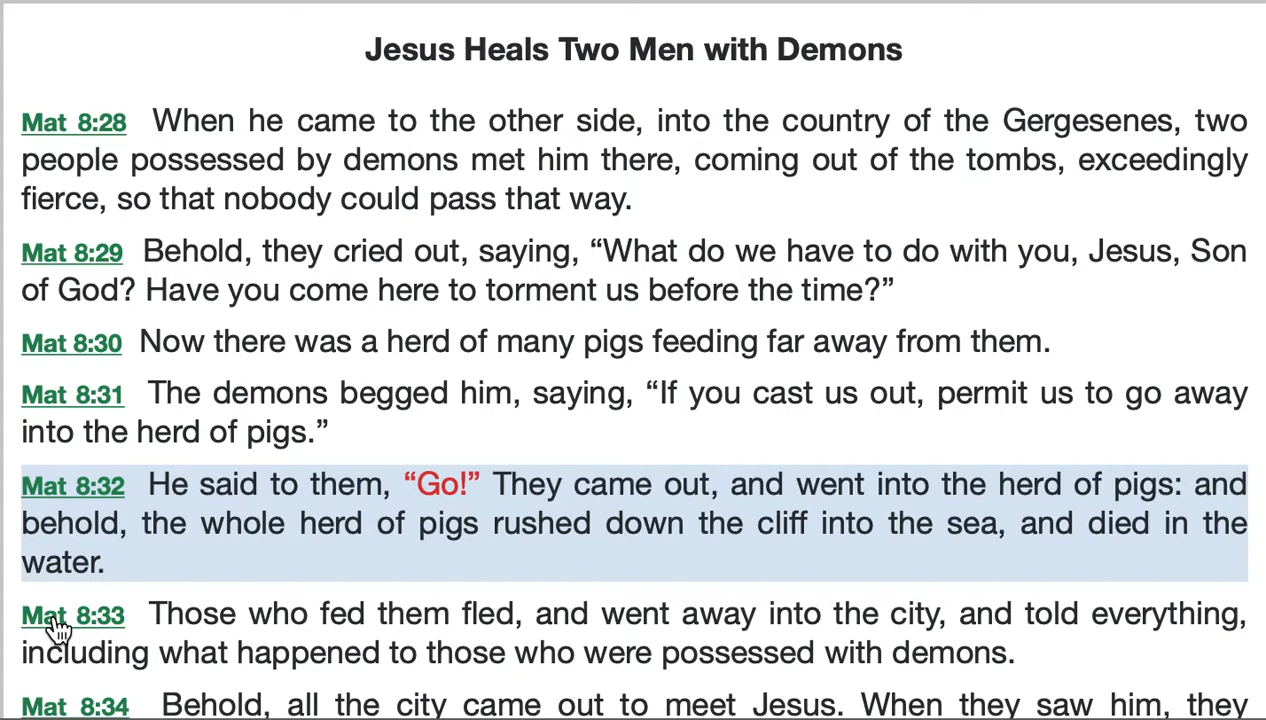 Jesus Heals Two Men with Demons
Mat 8:28 When he came to the other side, into the country of the Gergesenes, two
people possessed by demons met him there, coming out of the tombs, exceedingly
fierce, so that nobody could pass that way.
Mat 8:29 Behold, they cried out, saying, “What do we have to do with you, Jesus, Son
of God? Have you come here to torment us before the time?”
Mat 8:30 Now there was a herd of many pigs feeding far away from them.
Mat 8:31 The demons begged him, saying, “If you cast us out, permit us to go away
into the herd of pigs.”
Mat 8:32 He said to them, “Go!” They came out, and went into the herd of pigs: and
behold, the whole herd of pigs rushed down the cliff into the sea, and died in the
water.
Mat 8:33 Those who fed them fled, and went away into the city, and told everything,
including what happened to those who were possessed with demons.
Mat 8:34 Behold, all the city came out to meet Jesus. When they saw him, they